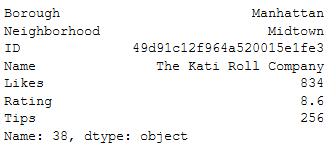 Borough Manhattan
Neighborhood Midtown
ID 49d91c12f964a520015e1fe3
Name The Kati Roll Company
Likes 834
Rating 8.6
Tips 256
Name: 38, dtype: object